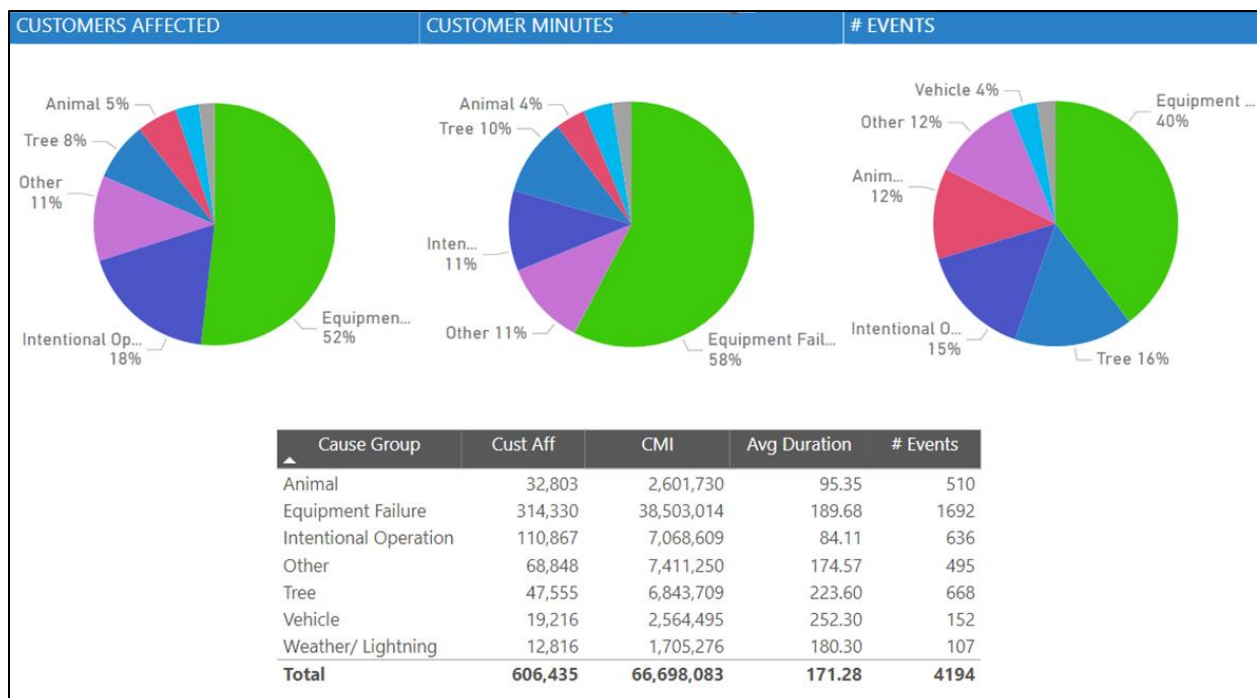 CUSTOMERS AFFECTED
CUSTOMER MINUTES
# EVENTS
Animal 5%
Tree 8%
Other
11%
Intentional Op...
18%
Equipmen...
52%
Animal 4%
Tree 10%
Inten...
11%
Other 11%
Equipment Fail...
58%
Vehicle 4%
Other 12%
Anim...
12%
Intentional O...
15%
Tree 16%
Equipment ...
40%
Cause Group Cust Aff CMI Avg Duration # Events
Animal 32,803 2,601,730 95.35 510
Equipment Failure 314,330 38,503,014 189.68 1692
Intentional Operation 110,867 7,068,609 84.11 636
Other 68,848 7,411,250 174.57 495
Tree 47,555 6,843,709 223.60 668
Vehicle 19,216 2,564,495 252.30 152
Weather/ Lightning 12,816 1,705,276 180.30 107
Total 606,435 66,698,083 171.28 4194